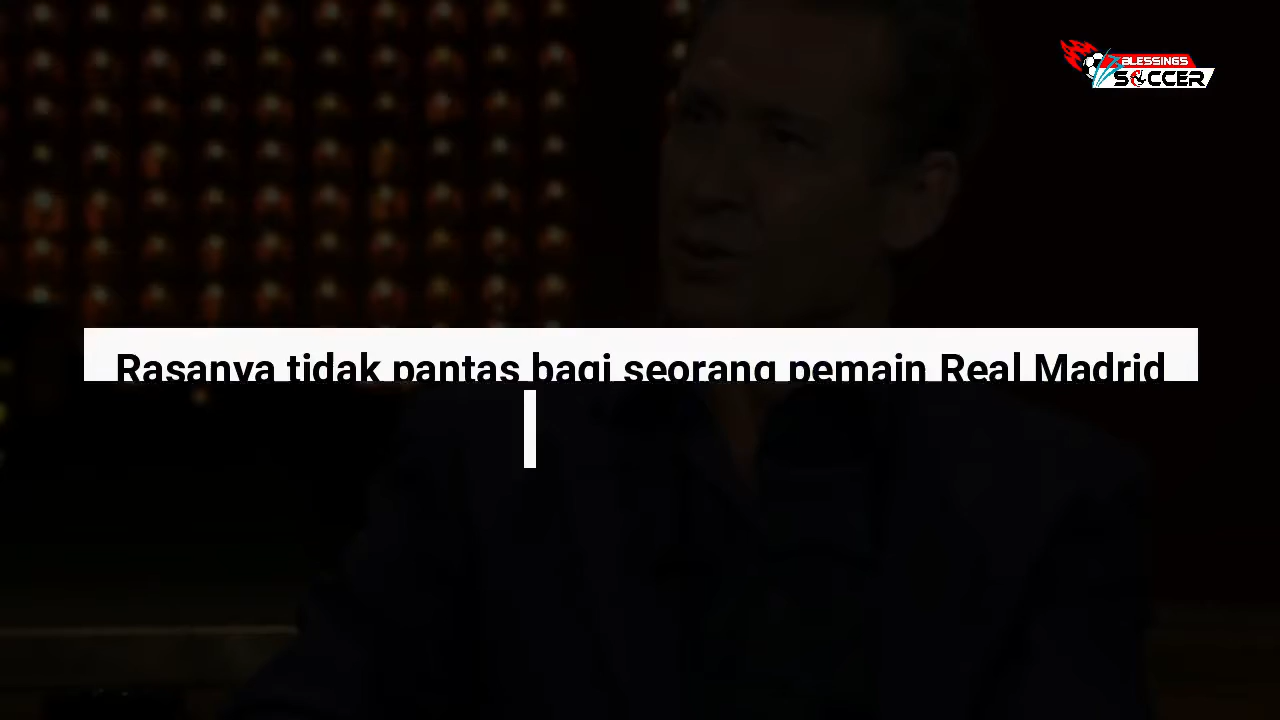 BLESSINGS
SOCCER
Rasanya tidak pantas bagi seorang pemain Real Madrid